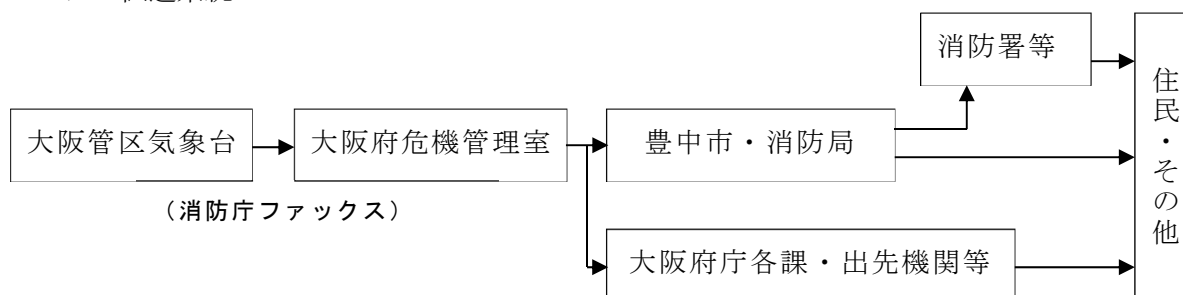 消防署等
大阪管区気象台
大阪府危機管理室
豊中市・消防局
住民・その他
（消防庁ファックス）
大阪府庁各課・出先機関等